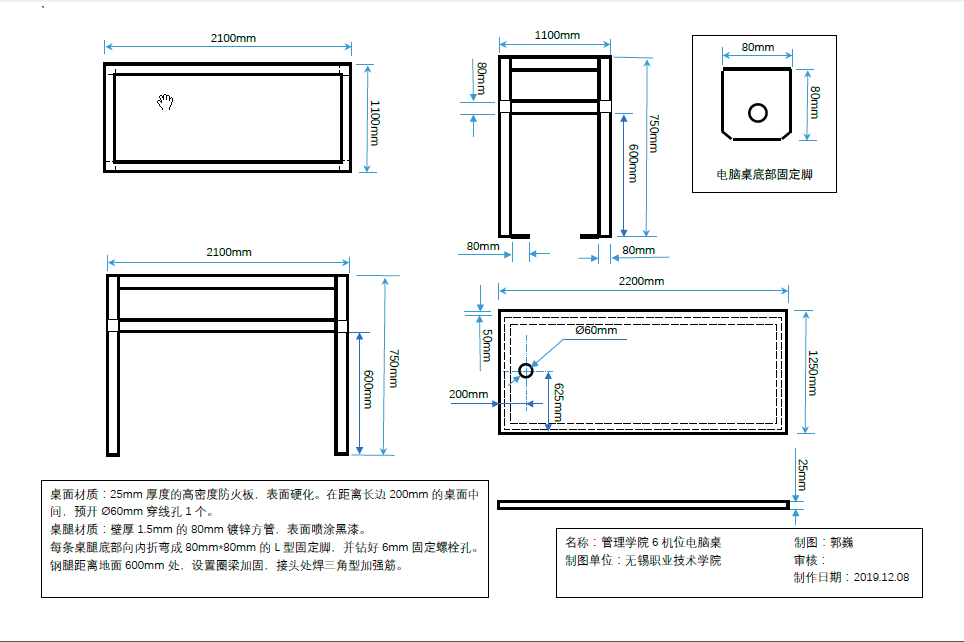 2100mm
1100mm
1100mm
80mm
750mm
600mm
80mm
80mm
80mm
80mm
电脑桌底部固定脚
2100mm
750mm
600mm
2200mm
50mm
Ø60mm
200mm
625mm
1250mm
25mm
桌面材质：25mm 厚度的高密度防火板，表面硬化。在距离长边 200mm 的桌面中
间，预开 Ø60mm 穿线孔 1 个。
桌腿材质：壁厚 1.5mm 的 80mm 镀锌方管，表面喷涂黑漆。
每条桌腿底部向内折弯成 80mm*80mm 的 L 型固定脚，并钻好 6mm 固定螺栓孔。
钢腿距离地面 600mm 处，设置圈梁加固，接头处焊三角型加强筋。
名称：管理学院 6 机位电脑桌
制图：郭巍
制图单位：无锡职业技术学院
审核：
制作日期：2019.12.08